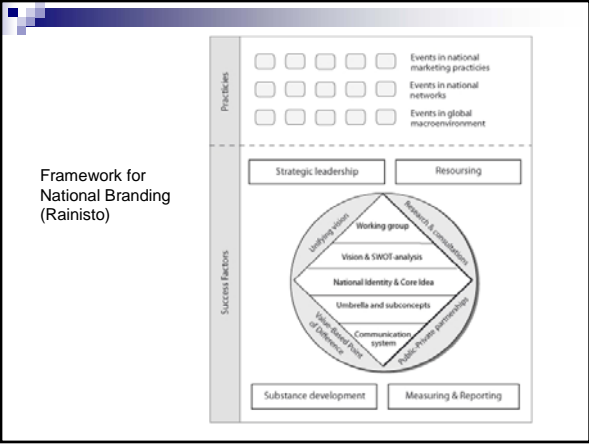 Framework for
National Branding
(Rainisto)
Practicies
Events in national
marketing practicies
Events in national
networks
Events in global
macroenvironment
Success Factors
Strategic leadership
Resoursing
Unifying vision
Research & consultations
Working group
Vision & SWOT-analysis
National Identity & Core Idea
Umbrella and subconcepts
Communication
system
Value-Based Point
of Difference
Public-Private partnerships
Substance development
Measuring & Reporting